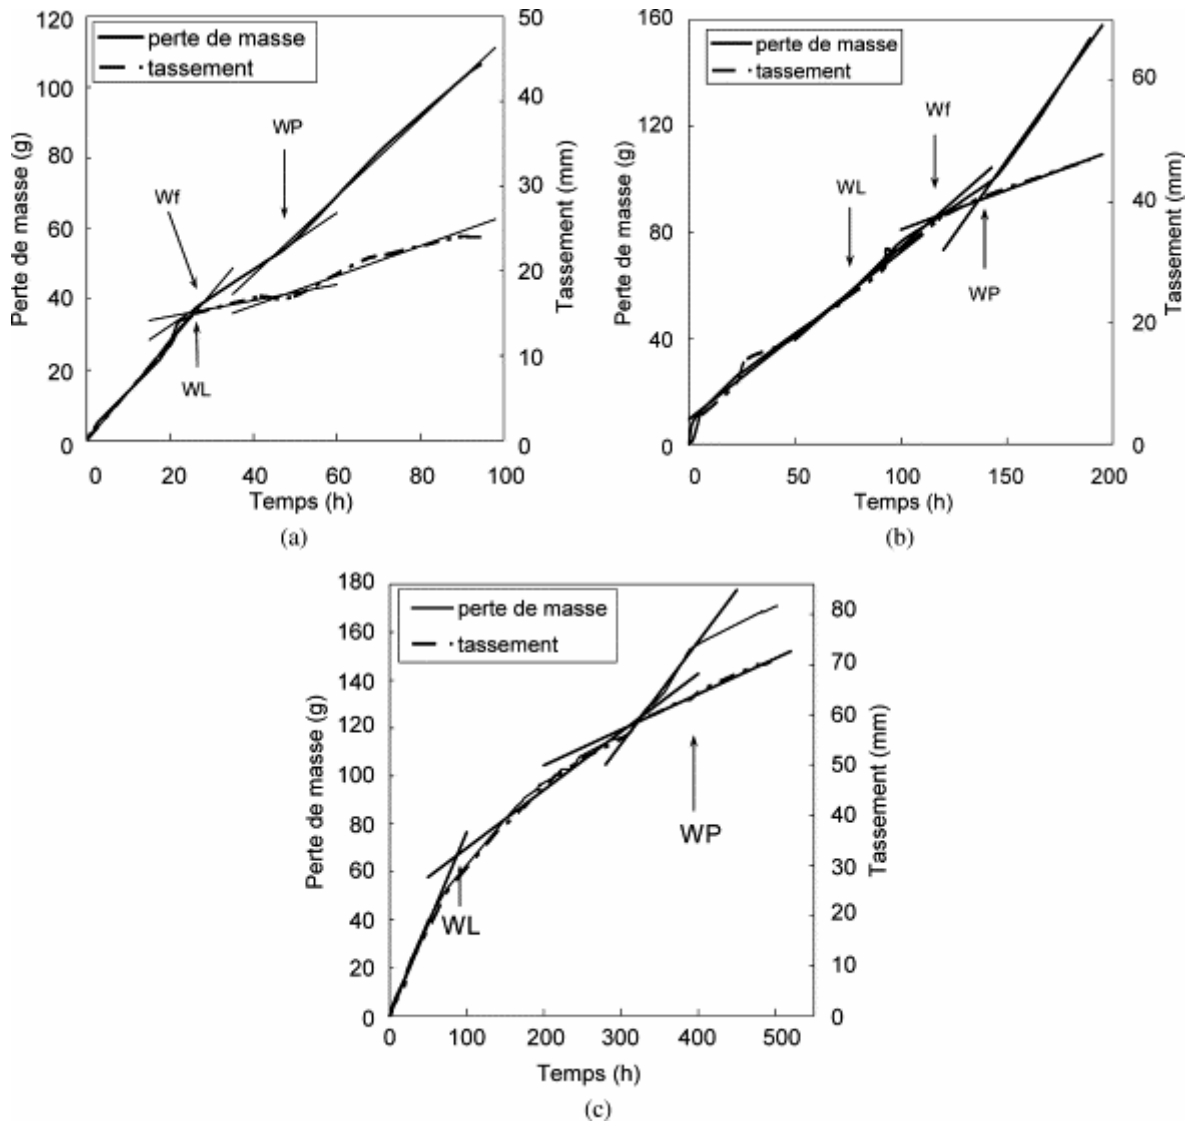 perte de masse
tassement
Perte de masse (g)
120
100
80
60
40
20
0
Wf
WP
WL
50
40
30
20
10
0
Tassement (mm)
0 20 40 60 80 100
Temps (h)
(a)
perte de masse
tassement
Perte de masse (g)
160
120
80
40
0
WL
Wf
WP
60
40
20
0
Tassement (mm)
0 50 100 150 200
Temps (h)
(b)
perte de masse
tassement
Perte de masse (g)
180
160
140
120
100
80
60
40
20
0
WL
WP
80
70
60
50
40
30
20
10
0
Tassement (mm)
0 100 200 300 400 500
Temps (h)
(c)